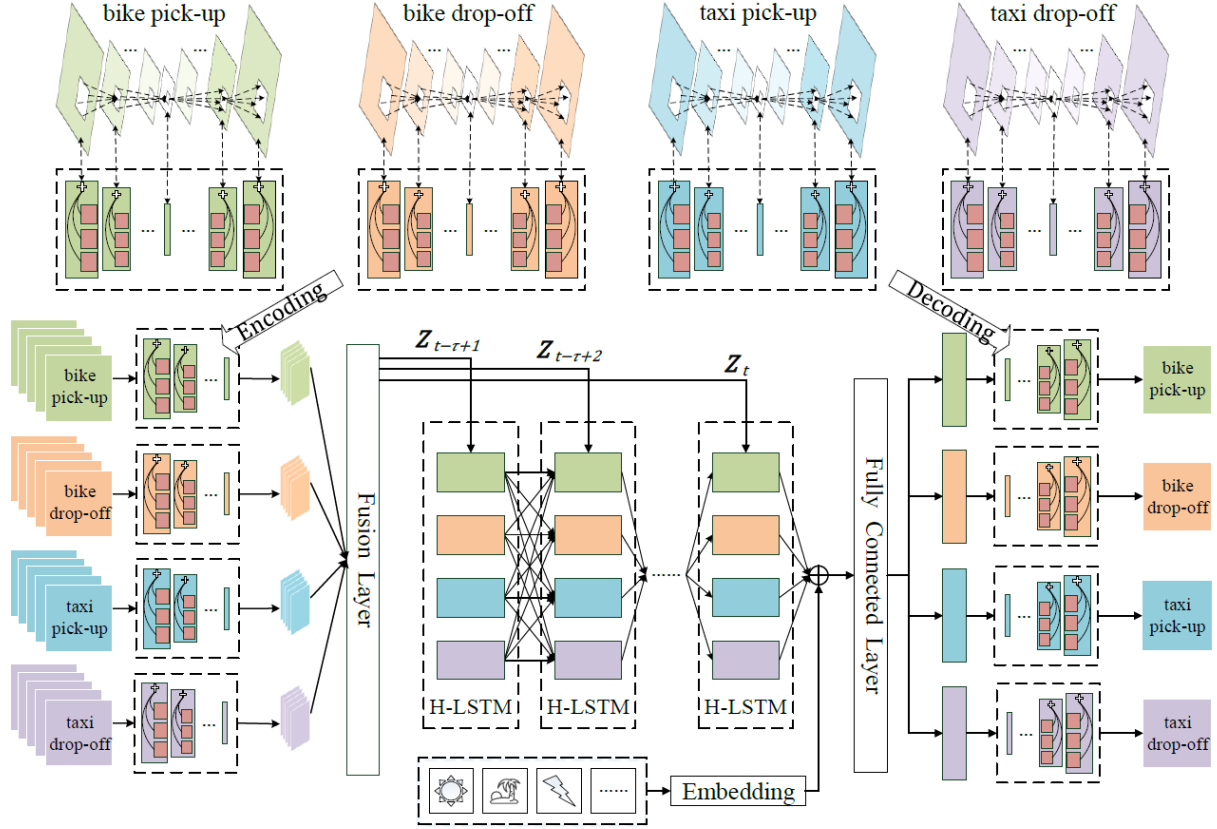 bike pick-up
bike drop-off
taxi pick-up
taxi drop-off
... ...
... ...
... ...
... ...
... ...
... ...
... ...
... ...
Encoding
Decoding
bike
pick-up
...
Z_{t-τ+1}
Z_{t-τ+2}
Z_t
...
bike
pick-up
bike
drop-off
...
...
bike
drop-off
taxi
pick-up
...
Fusion Layer
......
Fully Connected Layer
...
taxi
pick-up
taxi
drop-off
...
H-LSTM
H-LSTM
H-LSTM
...
taxi
drop-off
......
Embedding